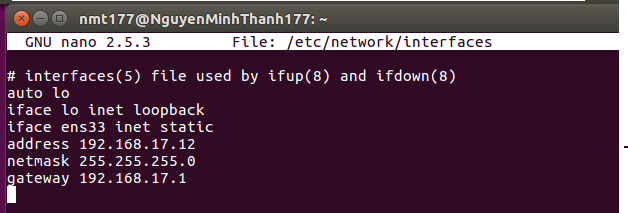 nmt177@NguyenMinhThanh177: ~
GNU nano 2.5.3 File: /etc/network/interfaces
# interfaces(5) file used by ifup(8) and ifdown(8)
auto lo
iface lo inet loopback
iface ens33 inet static
address 192.168.17.12
netmask 255.255.255.0
gateway 192.168.17.1